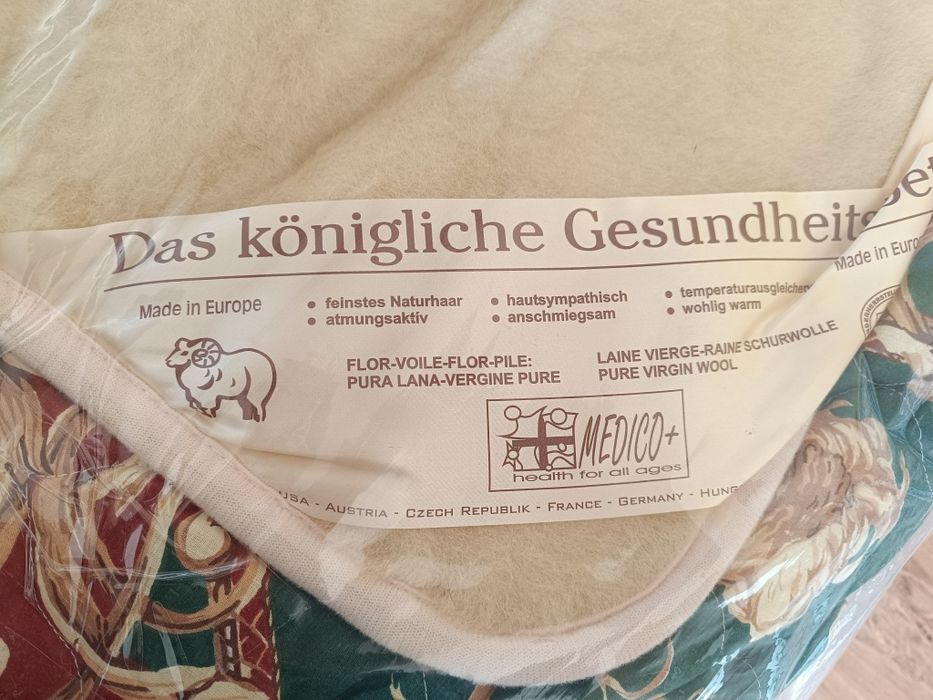 Das königliche Gesundheits
Made in Europe
• feinstes Naturhaar
• atmungsaktiv
• hautsympathisch
• anschmiegsam
• temperaturausgleichen
• wohlig warm
Made in Euro
FLOR-VOILE-FLOR-PILE:
PURA LANA-VERGINE PURE
LAINE VIERGE-RAINE SCHURWOLLE
PURE VIRGIN WOOL
MEDICO+
health for all ages
USA - AUSTRIA - CZECH REPUBLIK - FRANCE - GERMANY - HUNG